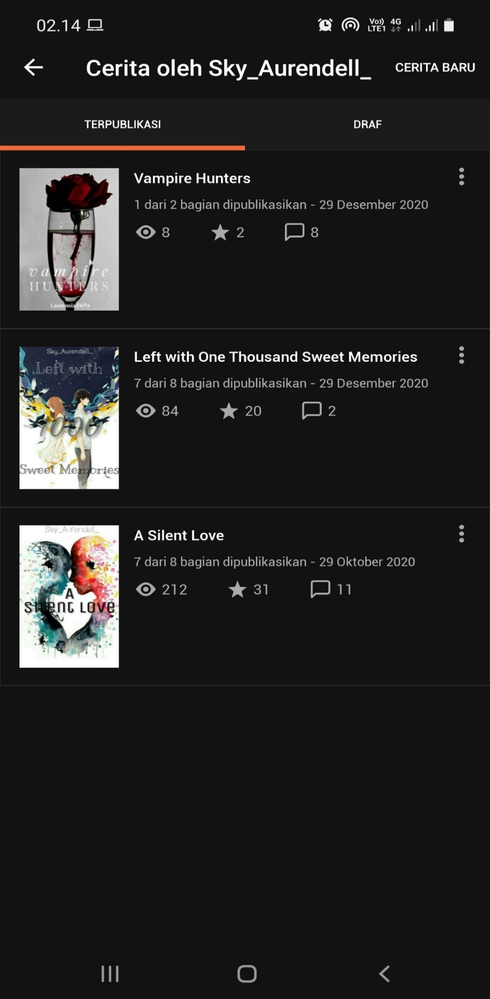 02.14
Vo)) LTE1 4G
Cerita oleh Sky_Aurendell_ CERITA BARU
TERPUBLIKASI DRAF
Vampire Hunters
1 dari 2 bagian dipublikasikan - 29 Desember 2020
8 2 8
vampire
HUNTERS
Laurensia Della
Left with One Thousand Sweet Memories
7 dari 8 bagian dipublikasikan - 29 Desember 2020
84 20 2
Sky_Aurendell_
Left with
1000
Sweet Memories
A Silent Love
7 dari 8 bagian dipublikasikan - 29 Oktober 2020
212 31 11
Sky_Aurendell_
A
SILENT LOVE